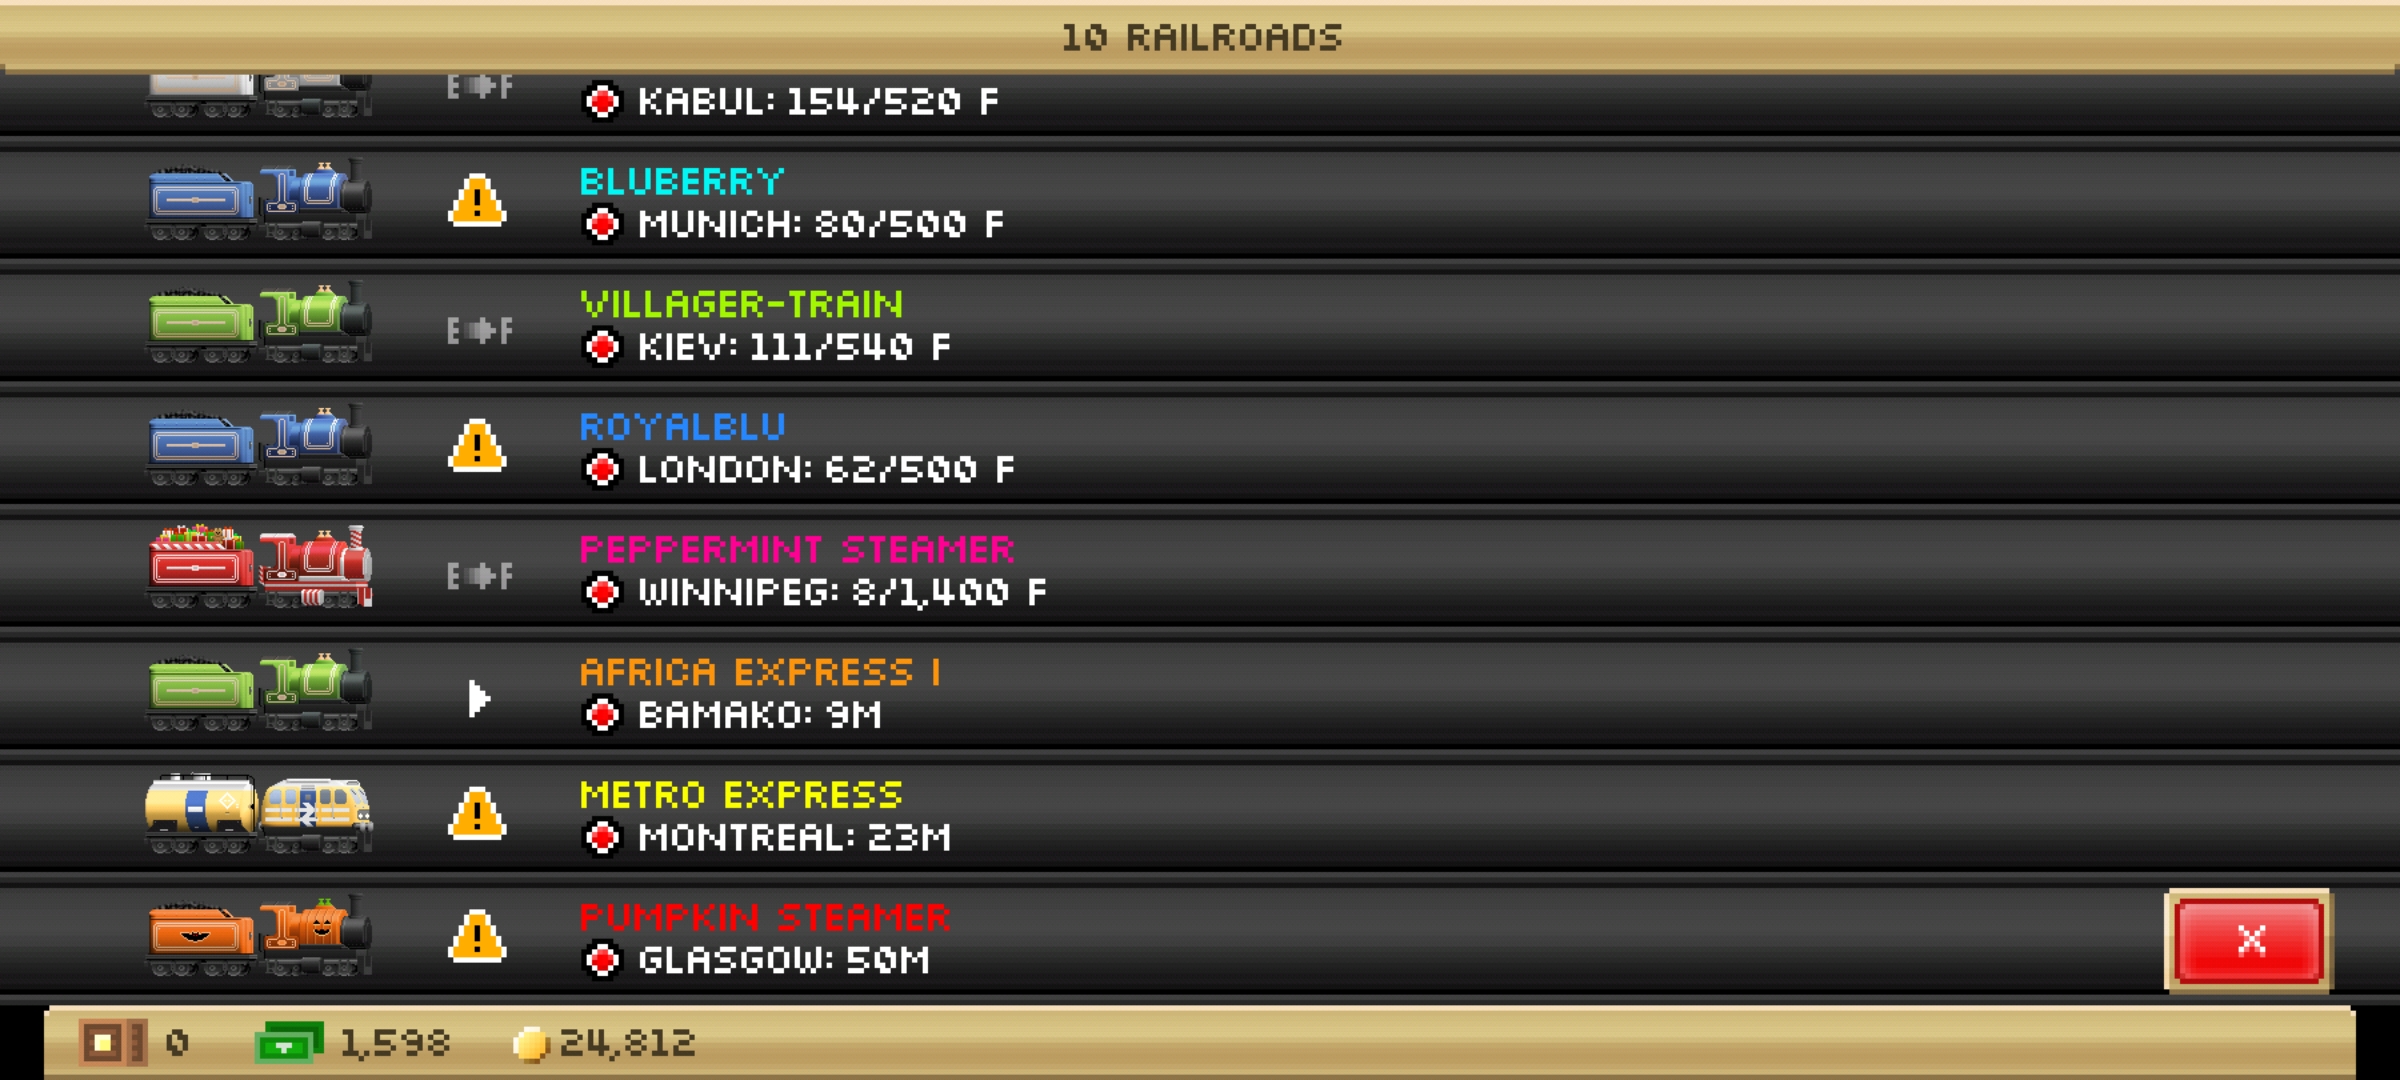 10 RAILROADS
E F
KABUL: 154/520 F
BLUBERRY
MUNICH: 80/500 F
VILLAGER-TRAIN
E F
KIEV: 111/540 F
ROYALBLU
LONDON: 62/500 F
PEPPERMINT STEAMER
E F
WINNIPEG: 8/1,400 F
AFRICA EXPRESS I
BAMAKO: 9M
METRO EXPRESS
MONTREAL: 23M
PUMPKIN STEAMER
GLASGOW: 50M
X
0 1,598 24,812